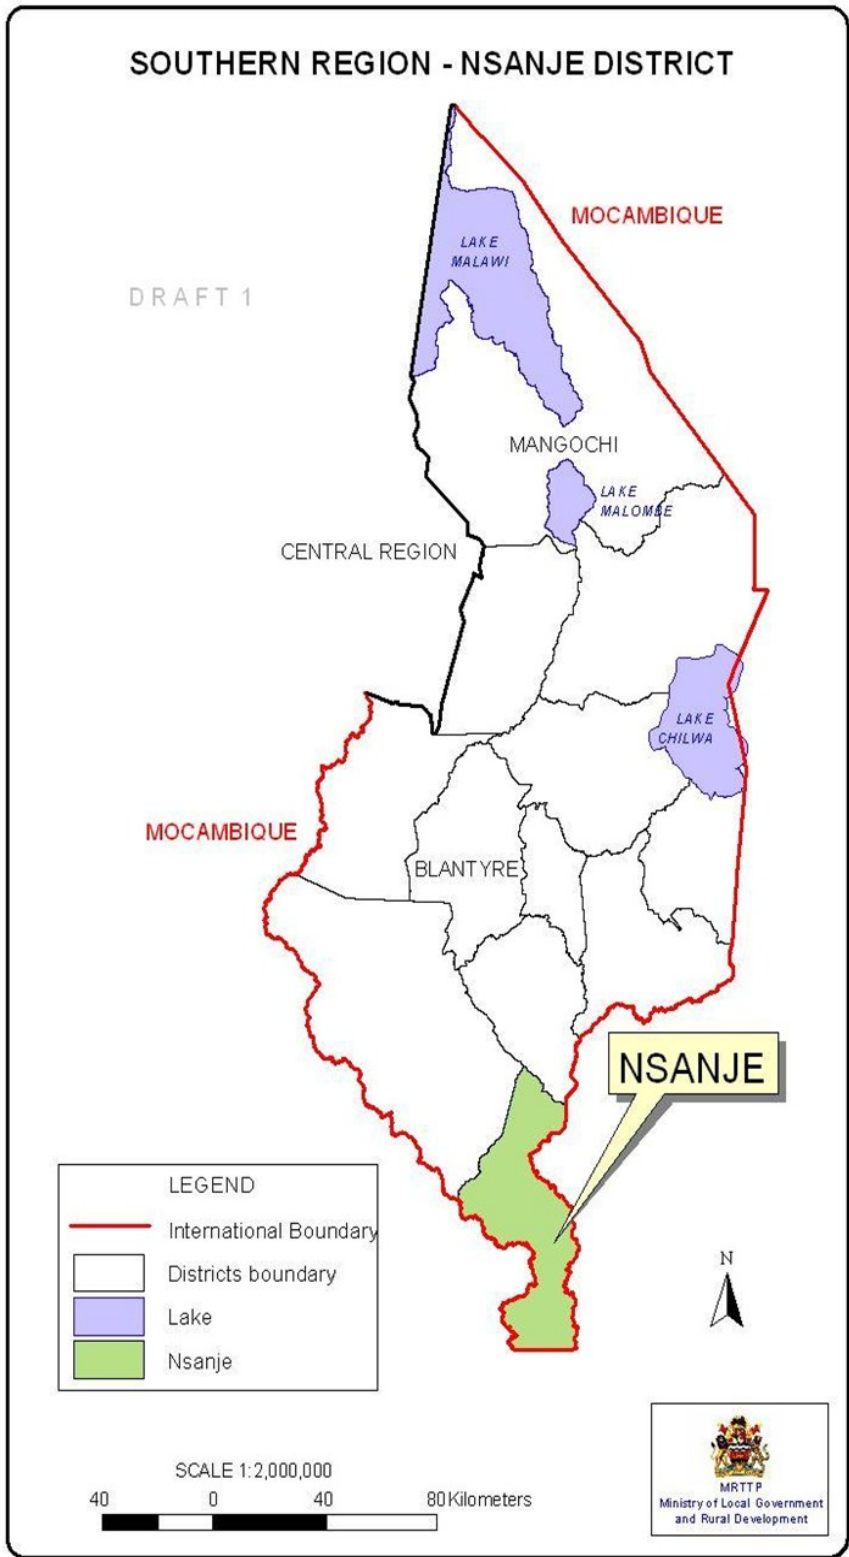 SOUTHERN REGION - NSANJE DISTRICT
MOCAMBIQUE
LAKE
MALAWI
DRAFT 1
MANGOCHI
LAKE
MALOMBE
CENTRAL REGION
LAKE
CHILWA
MOCAMBIQUE
BLANTYRE
NSANJE
LEGEND
International Boundary
Districts boundary
Lake
Nsanje
N
SCALE 1:2,000,000
40 0 40 80 Kilometers
MRTTP
Ministry of Local Government
and Rural Development